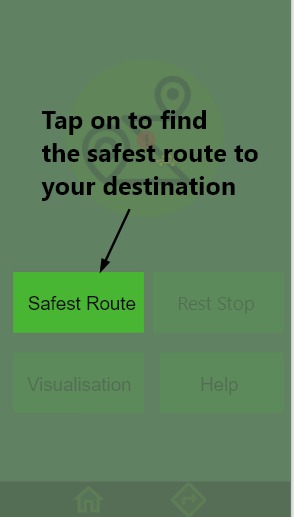 Tap on to find
the safest route to
your destination
Safest Route
Rest Stop
Visualisation
Help